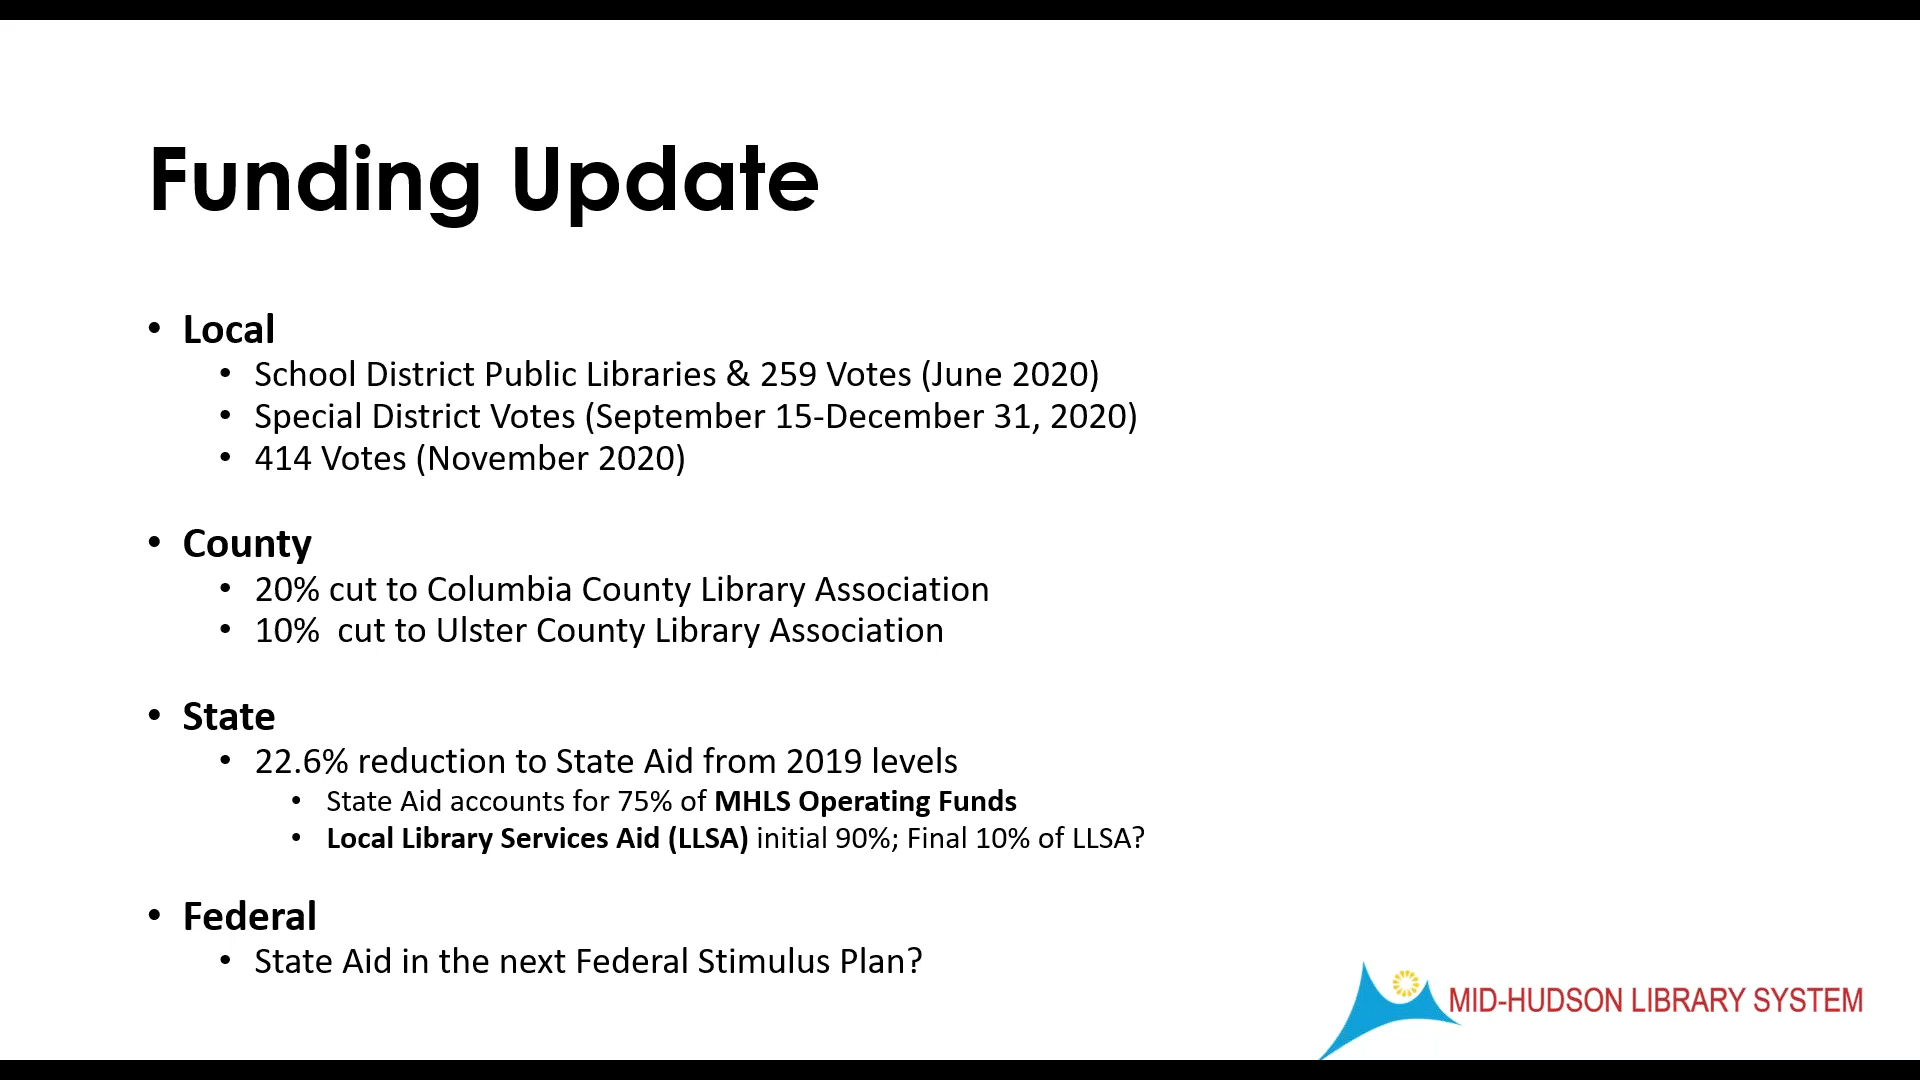 Funding Update
• Local
• School District Public Libraries & 259 Votes (June 2020)
• Special District Votes (September 15-December 31, 2020)
• 414 Votes (November 2020)
• County
• 20% cut to Columbia County Library Association
• 10%  cut to Ulster County Library Association
• State
• 22.6% reduction to State Aid from 2019 levels
• State Aid accounts for 75% of MHLS Operating Funds
• Local Library Services Aid (LLSA) initial 90%; Final 10% of LLSA?
• Federal
• State Aid in the next Federal Stimulus Plan?
MID-HUDSON LIBRARY SYSTEM